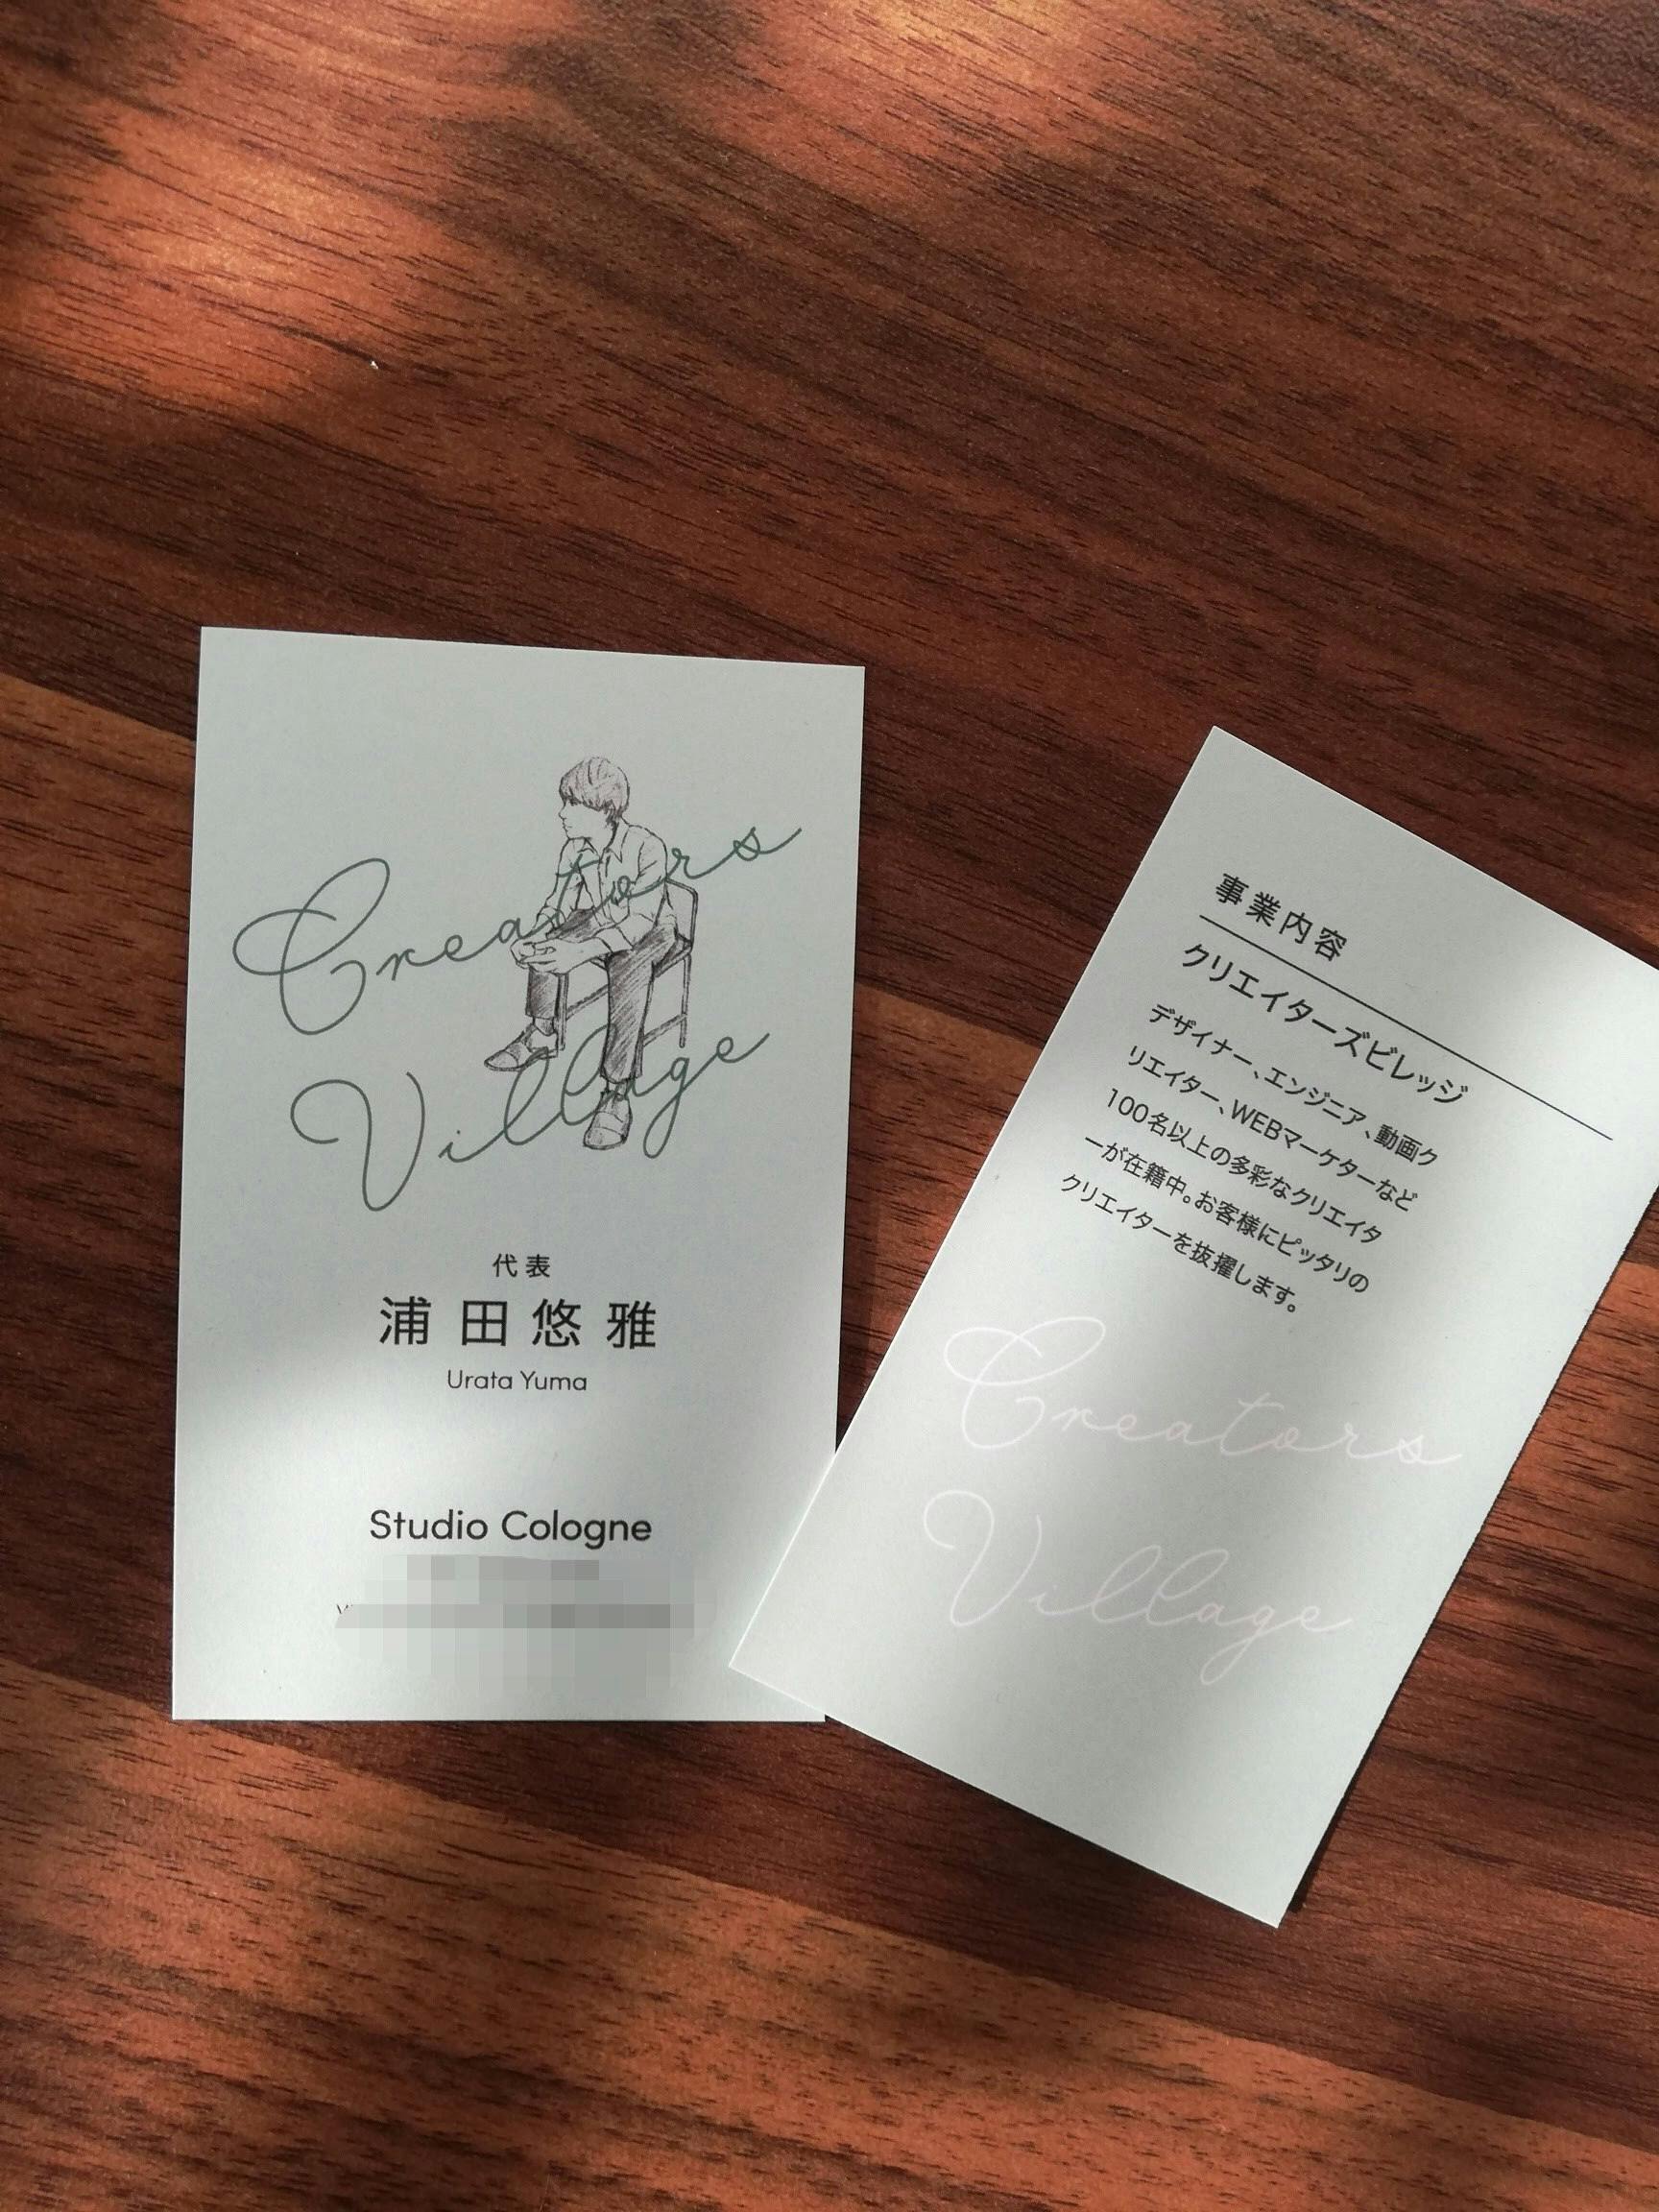 Creators
Village
代表
浦田悠雅
Urata Yuma
Studio Cologne
事業内容
クリエイターズビレッジ
デザイナー、エンジニア、動画ク
リエイター、WEBマーケターなど
100名以上の多彩なクリエイタ
ーが在籍中。お客様にピッタリの
クリエイターを抜擢します。
Creators
Village